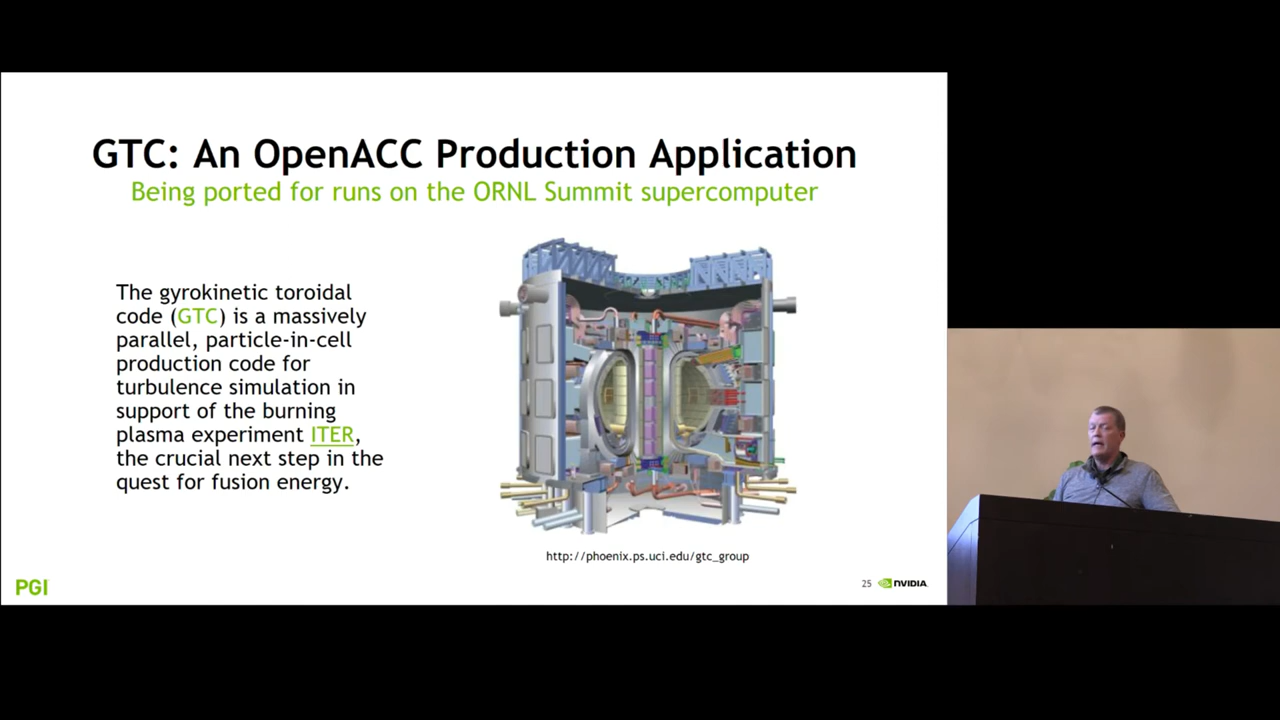 GTC: An OpenACC Production Application
Being ported for runs on the ORNL Summit supercomputer
The gyrokinetic toroidal
code (GTC) is a massively
parallel, particle-in-cell
production code for
turbulence simulation in
support of the burning
plasma experiment ITER,
the crucial next step in the
quest for fusion energy.
http://phoenix.ps.uci.edu/gtc_group
PGI
25
NVIDIA